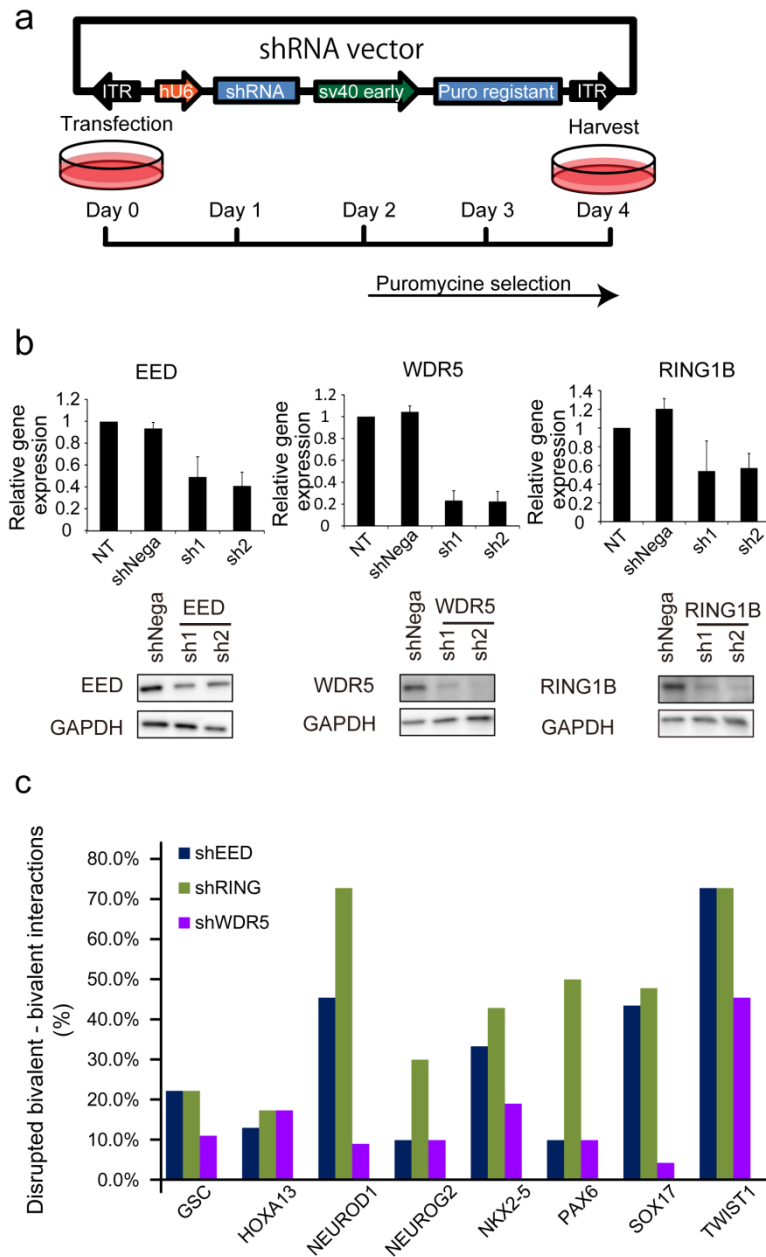 a
shRNA vector
ITR hU6 shRNA sv40 early Puro registant ITR
Transfection Harvest
Day 0 Day 1 Day 2 Day 3 Day 4
Puromycine selection
b
EED
Relative gene expression
1.2
1
0.8
0.6
0.4
0.2
0
NT shNega sh1 sh2
WDR5
Relative gene expression
1.2
1
0.8
0.6
0.4
0.2
0
NT shNega sh1 sh2
RING1B
Relative gene expression
1.4
1.2
1
0.8
0.6
0.4
0.2
0
NT shNega sh1 sh2
EED
shNega sh1 sh2
EED
GAPDH
WDR5
shNega sh1 sh2
WDR5
GAPDH
RING1B
shNega sh1 sh2
RING1B
GAPDH
c
Disrupted bivalent - bivalent interactions
(%)
80.0%
70.0%
60.0%
50.0%
40.0%
30.0%
20.0%
10.0%
0.0%
shEED
shRING
shWDR5
GSC HOXA13 NEUROD1 NEUROG2 NKX2-5 PAX6 SOX17 TWIST1